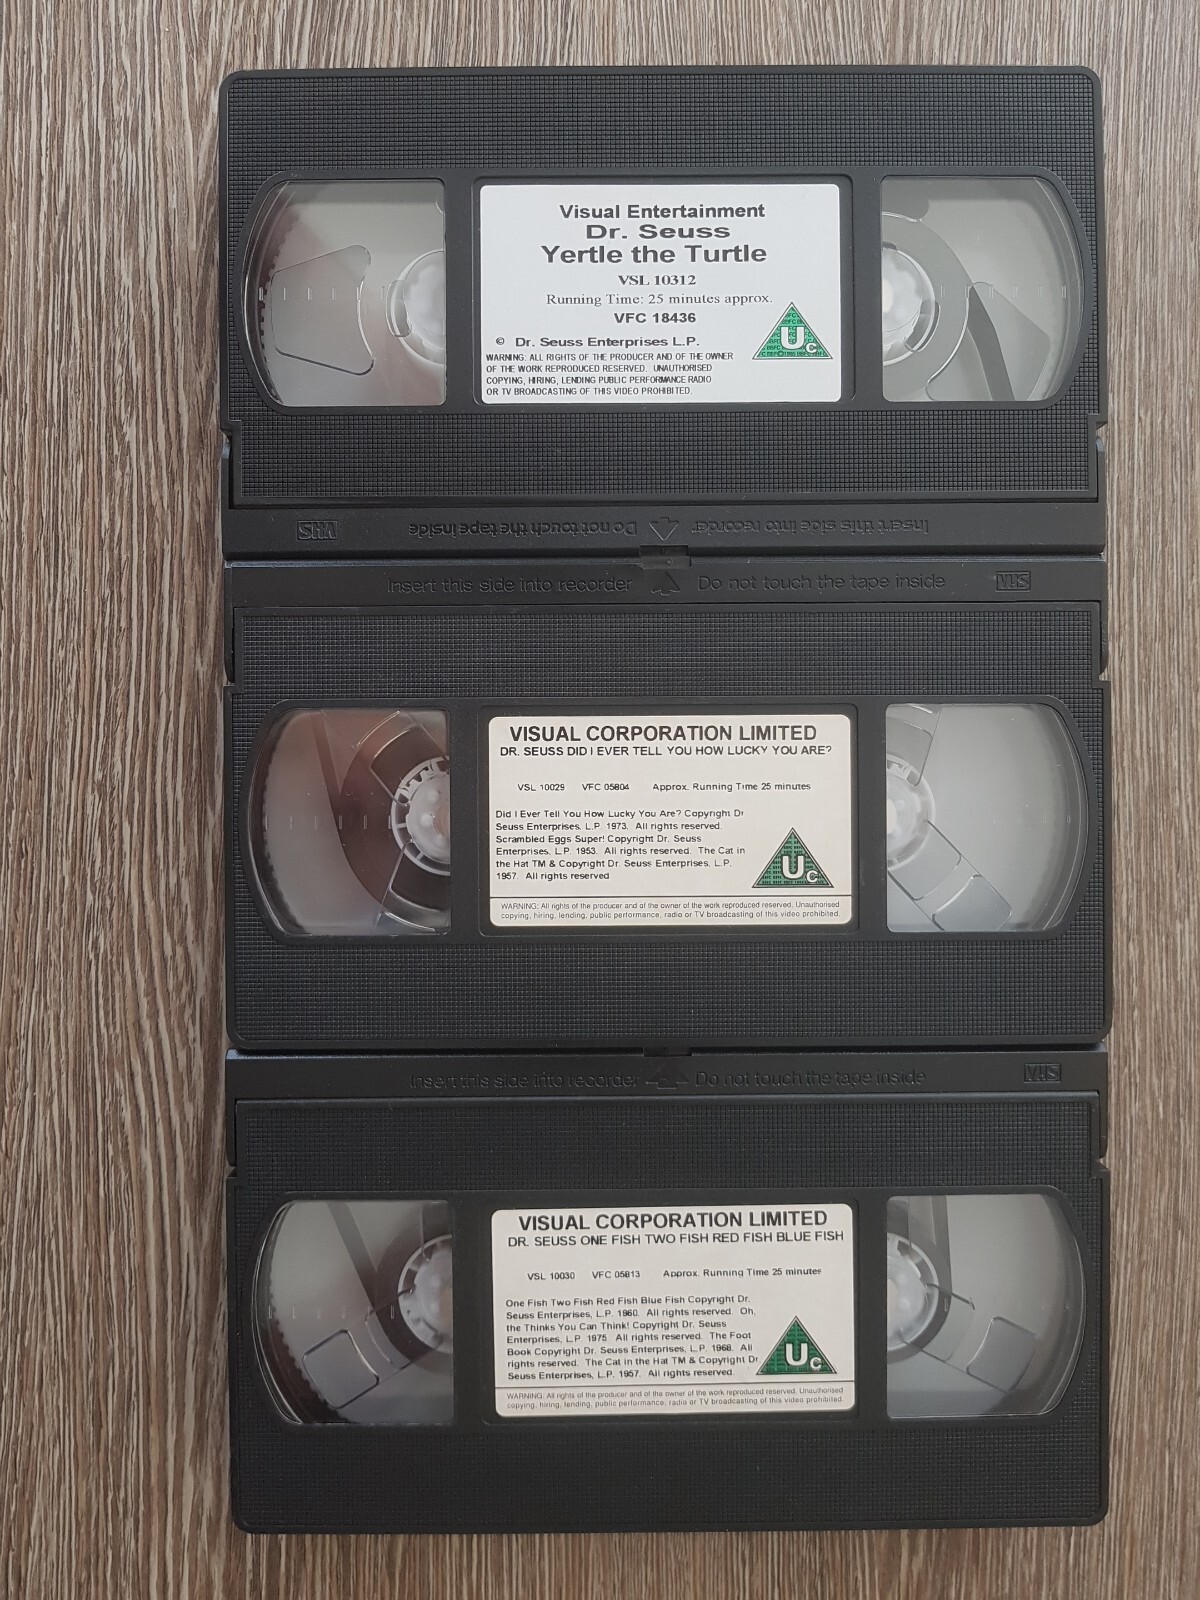 Visual Entertainment
Dr. Seuss
Yertle the Turtle
VSL 10312
Running Time: 25 minutes approx.
VFC 18436
© Dr. Seuss Enterprises L.P.
WARNING: ALL RIGHTS OF THE PRODUCER AND OF THE OWNER
OF THE WORK REPRODUCED RESERVED. UNAUTHORISED
COPYING, HIRING, LENDING PUBLIC PERFORMANCE RADIO
OR TV BROADCASTING OF THIS VIDEO PROHIBITED.
Uc
Insert this side into recorder Do not touch the tape inside VHS
Insert this side into recorder Do not touch the tape inside VHS
VISUAL CORPORATION LIMITED
DR. SEUSS DID I EVER TELL YOU HOW LUCKY YOU ARE?
VSL 10029 VFC 05804 Approx. Running Time 25 minutes
Did I Ever Tell You How Lucky You Are? Copyright Dr
Seuss Enterprises, L.P. 1973. All rights reserved.
Scrambled Eggs Super! Copyright Dr. Seuss
Enterprises, L.P. 1953. All rights reserved. The Cat in
the Hat TM & Copyright Dr. Seuss Enterprises, L.P.
1957. All rights reserved
Uc
WARNING: All rights of the producer and of the owner of the work reproduced reserved. Unauthorised
copying, hiring, lending, public performance, radio or TV broadcasting of this video prohibited.
Insert this side into recorder Do not touch the tape inside VHS
VISUAL CORPORATION LIMITED
DR. SEUSS ONE FISH TWO FISH RED FISH BLUE FISH
VSL 10030 VFC 05813 Approx. Running Time 25 minutes
One Fish Two Fish Red Fish Blue Fish Copyright Dr.
Seuss Enterprises, L.P. 1960. All rights reserved. Oh,
the Thinks You Can Think! Copyright Dr. Seuss
Enterprises, L.P. 1975 All rights reserved. The Foot
Book Copyright Dr. Seuss Enterprises, L.P. 1968. All
rights reserved. The Cat in the Hat TM & Copyright Dr
Seuss Enterprises, L.P. 1957. All rights reserved.
Uc
WARNING: All rights of the producer and of the owner of the work reproduced reserved. Unauthorised
copying, hiring, lending, public performance, radio or TV broadcasting of this video prohibited.